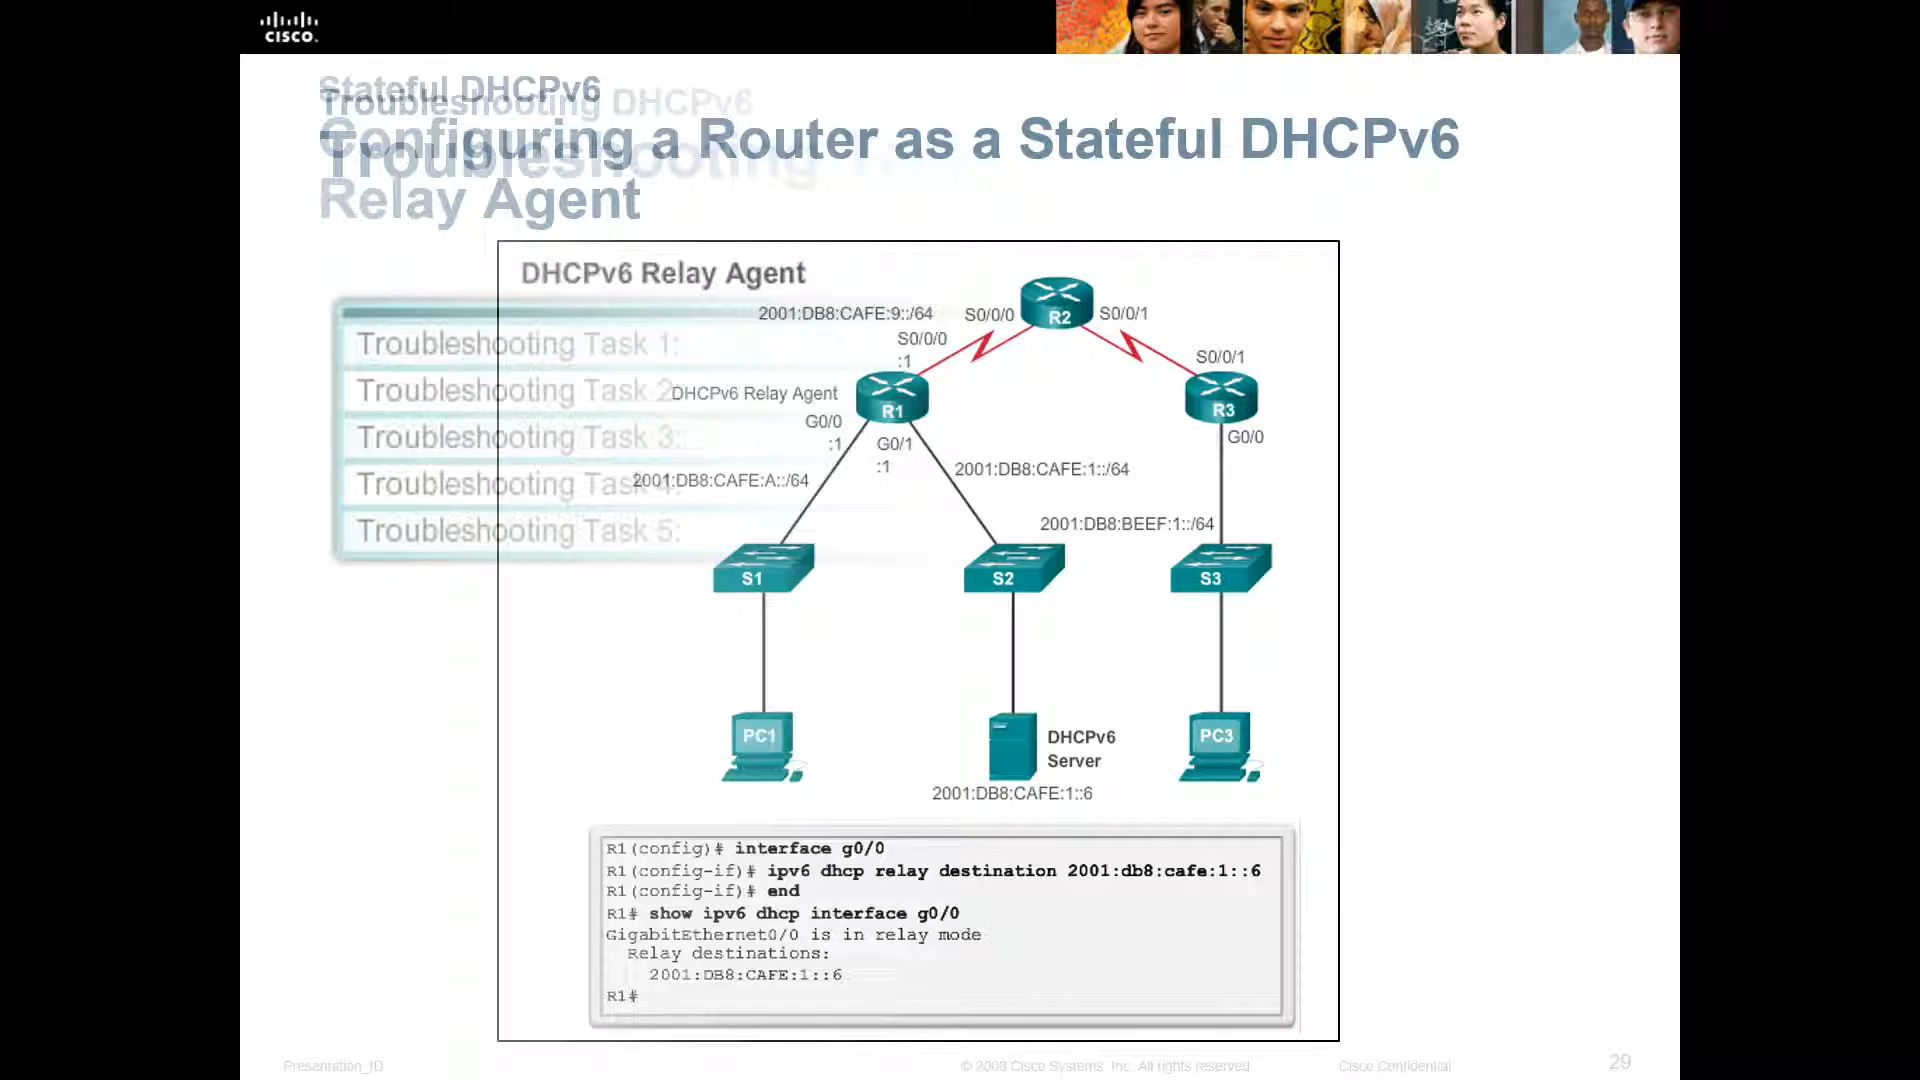 CISCO.
Stateful DHCPv6
Troubleshooting DHCPv6
Configuring a Router as a Stateful DHCPv6
Relay Agent
Troubleshooting
DHCPv6 Relay Agent
2001:DB8:CAFE:9::/64
S0/0/0
R2
S0/0/1
S0/0/0
:1
S0/0/1
Troubleshooting Task 1:
Troubleshooting Task 2
Troubleshooting Task 3:
Troubleshooting Task 4:
Troubleshooting Task 5:
DHCPv6 Relay Agent
R1
R3
G0/0
:1
G0/1
:1
G0/0
2001:DB8:CAFE:A::/64
2001:DB8:CAFE:1::/64
2001:DB8:BEEF:1::/64
S1
S2
S3
PC1
DHCPv6
Server
PC3
2001:DB8:CAFE:1::6
R1(config)# interface g0/0
R1(config-if)# ipv6 dhcp relay destination 2001:db8:cafe:1::6
R1(config-if)# end
R1# show ipv6 dhcp interface g0/0
GigabitEthernet0/0 is in relay mode
Relay destinations:
2001:DB8:CAFE:1::6
R1#
Presentation_ID
© 2008 Cisco Systems, Inc. All rights reserved.
Cisco Confidential
29